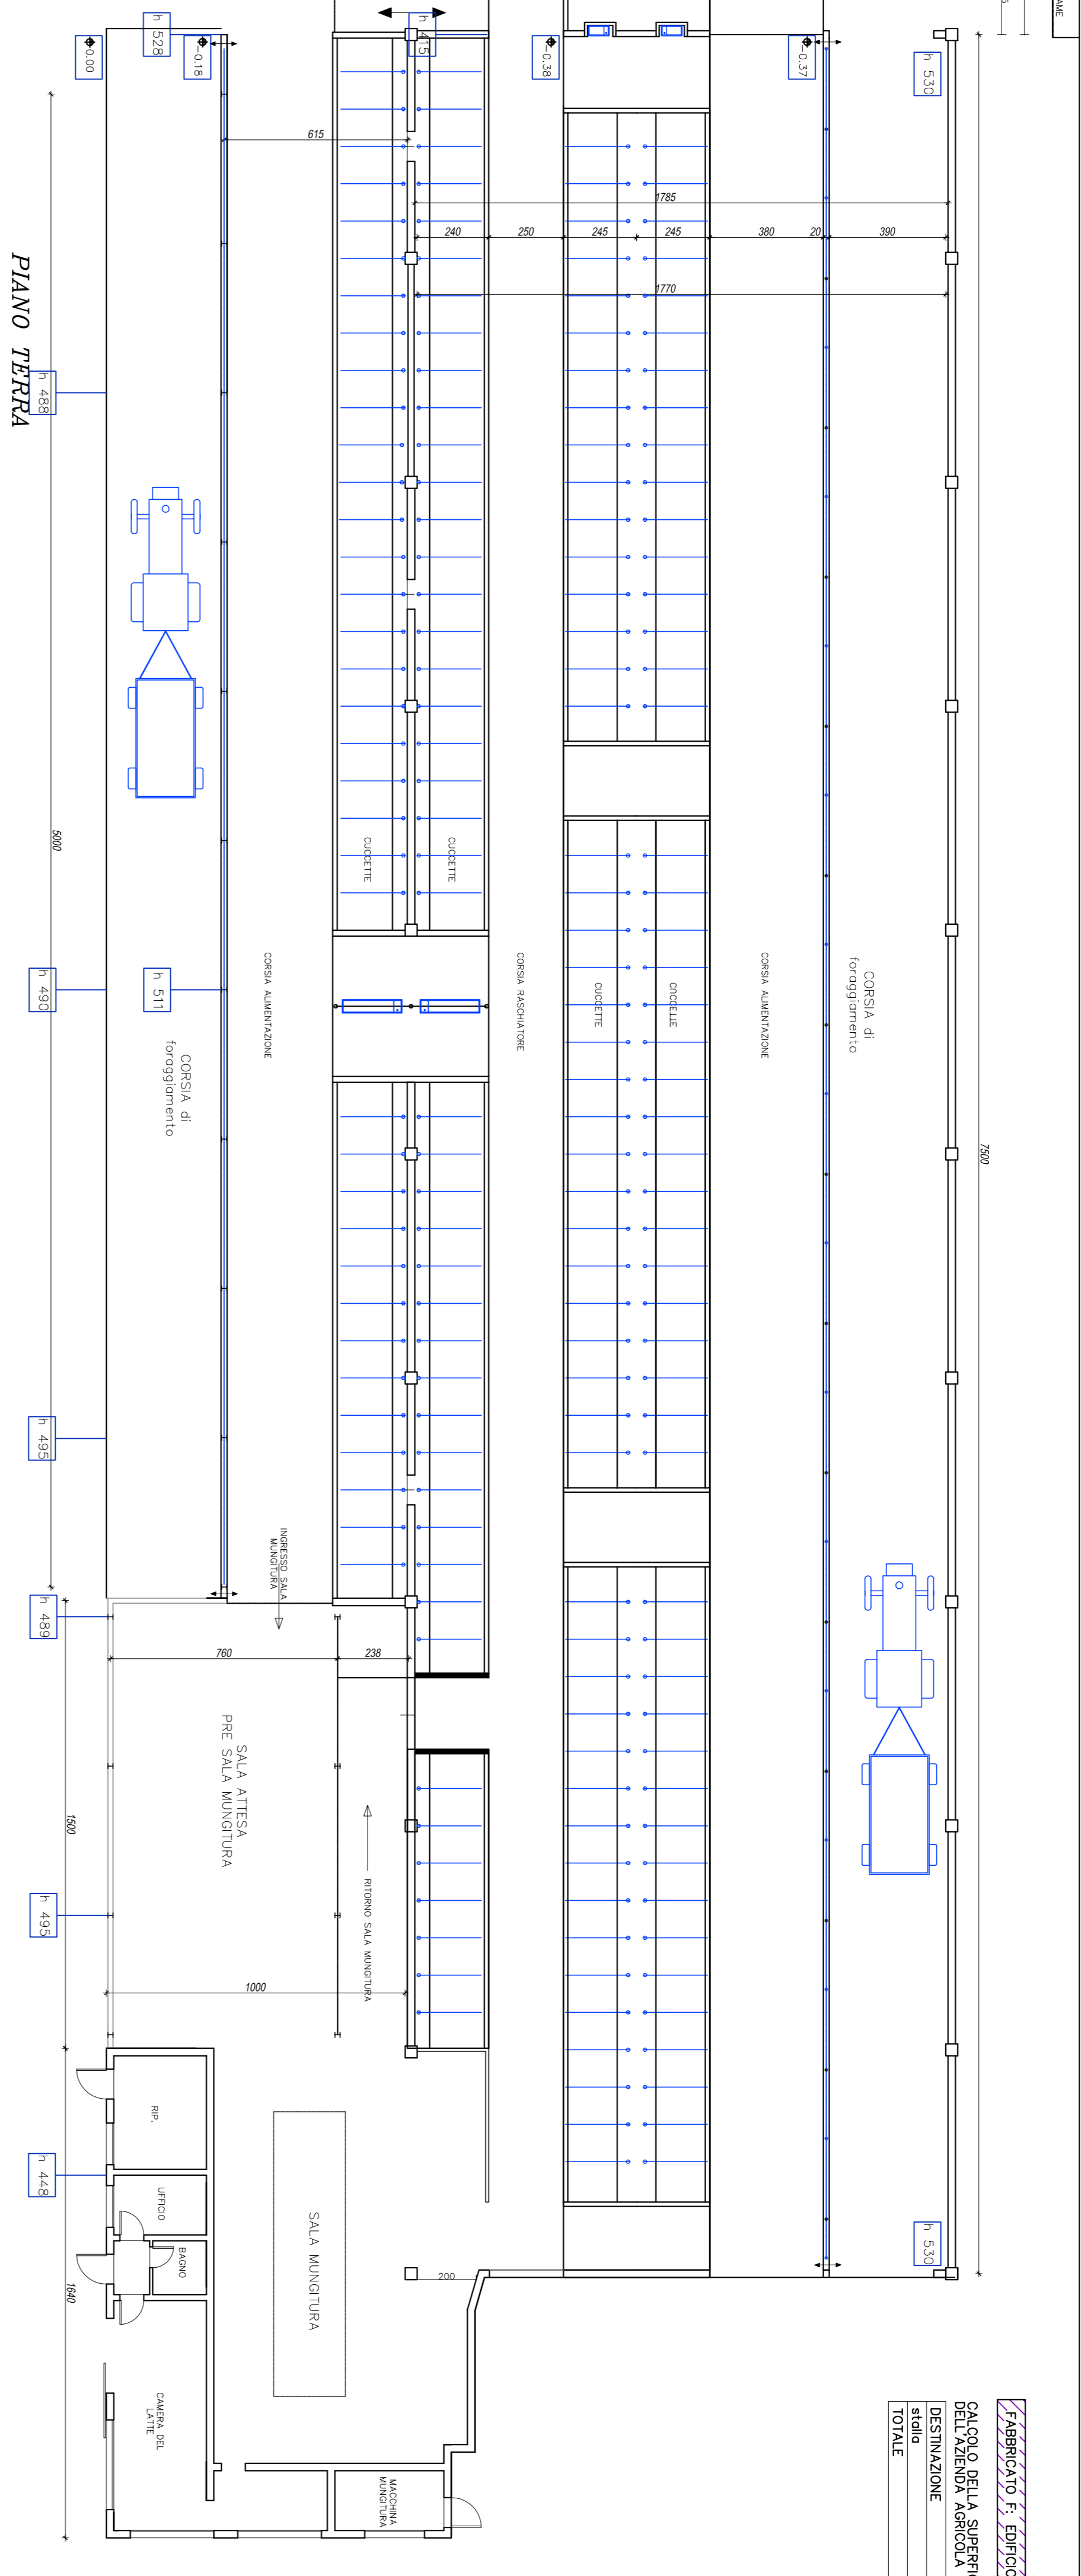 AME
5
h 530
-0.37
-0.38
h 415
-0.18
h 528
0.00
615
1785
240
250
245
245
380
20
390
1770
PIANO TERRA
h 488
5000
7500
CUCCETTE
CUCCETTE
CORSIA ALIMENTAZIONE
CORSIA RASCHIATORE
CUCCETTE
CUCCETTE
CORSIA ALIMENTAZIONE
CORSIA di
foraggiamento
h 490
h 511
CORSIA di
foraggiamento
h 495
INGRESSO SALA
MUNGITURA
h 489
760
238
SALA ATTESA
PRE SALA MUNGITURA
1500
RITORNO SALA MUNGITURA
h 495
1000
RIP.
UFFICIO
BAGNO
h 448
1640
SALA MUNGITURA
200
h 530
CAMERA DEL
LATTE
MACCHINA
MUNGITURA
FABBRICATO F: EDIFICIO
CALCOLO DELLA SUPERFI
DELL'AZIENDA AGRICOLA
DESTINAZIONE
stalla
TOTALE